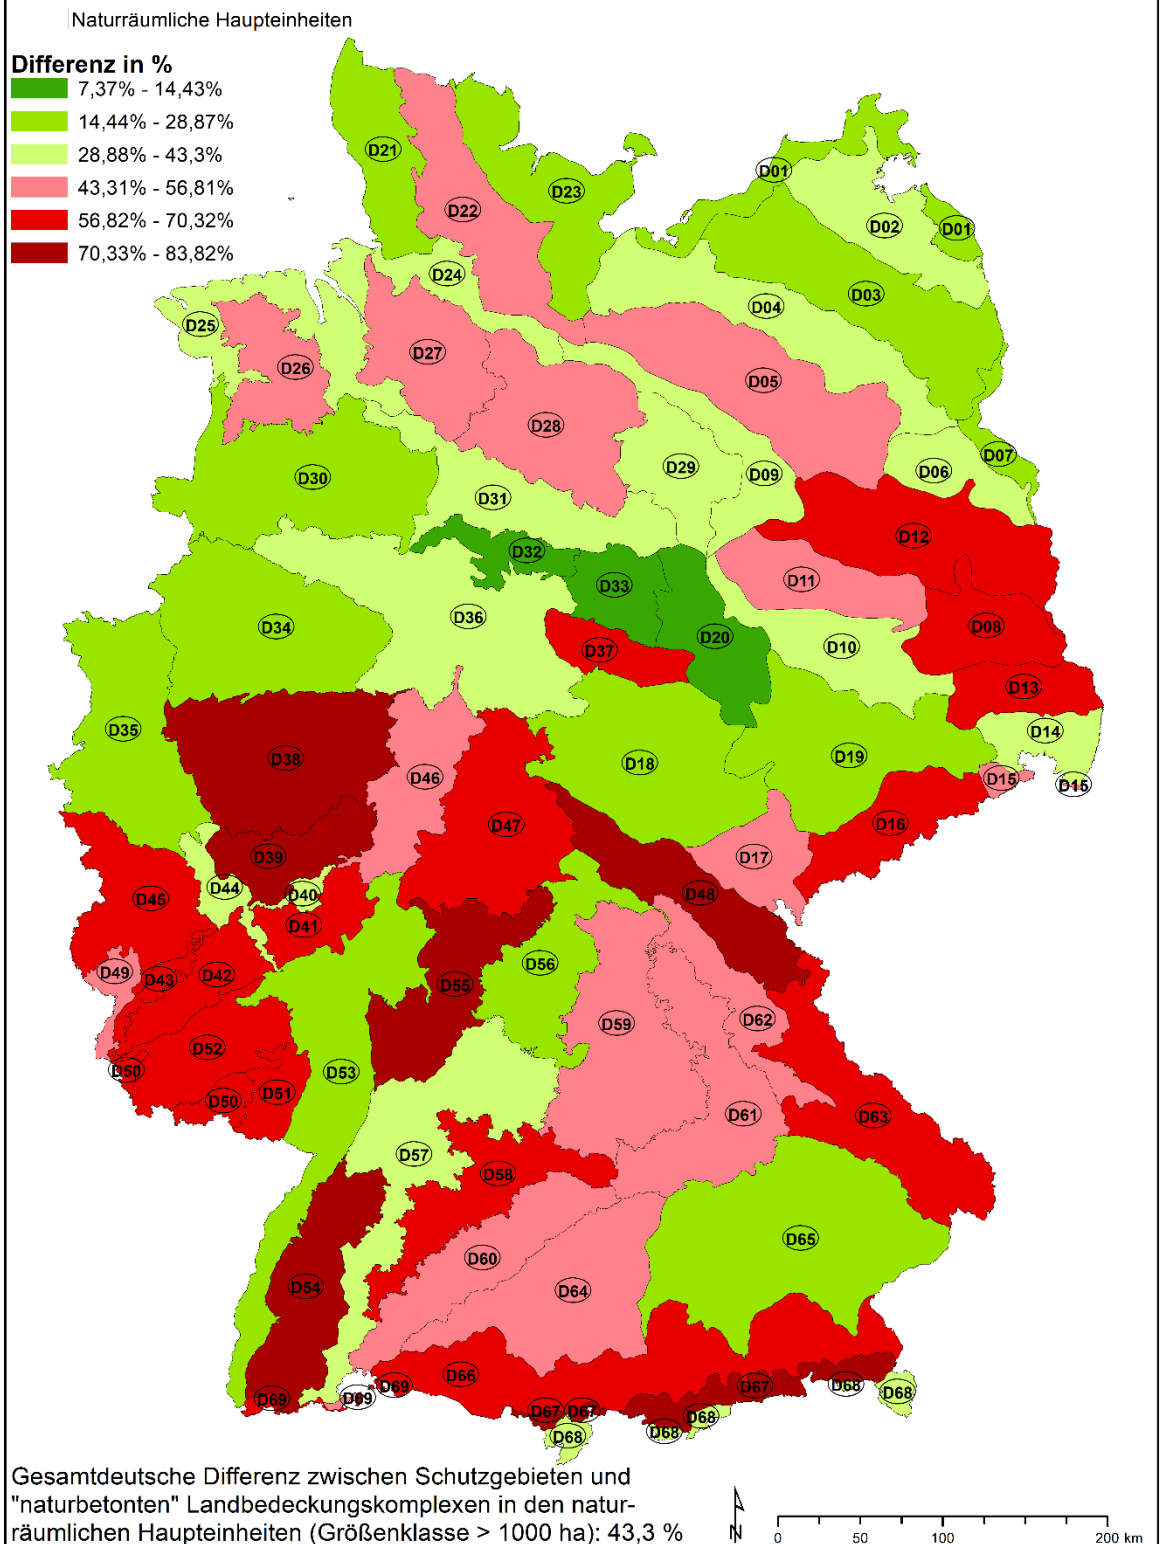 Naturräumliche Haupteinheiten
Differenz in %
7,37% - 14,43%
14,44% - 28,87%
28,88% - 43,3%
43,31% - 56,81%
56,82% - 70,32%
70,33% - 83,82%
D21
D01
D23
D22
D02
D01
D24
D03
D04
D25
D27
D26
D05
D28
D07
D29
D06
D09
D30
D31
D12
D32
D11
D33
D36
D34
D08
D20
D10
D37
D13
D35
D14
D19
D38
D18
D46
D15
D15
D47
D16
D39
D17
D44
D40
D48
D45
D41
D56
D49
D42
D43
D55
D62
D59
D52
D50
D53
D51
D50
D61
D63
D57
D58
D65
D60
D54
D64
D66
D69
D67
D68
D68
D69
D69
D67
D67
D68
D68
D68
Gesamtdeutsche Differenz zwischen Schutzgebieten und
"naturbetonten" Landbedeckungskomplexen in den natur-
räumlichen Haupteinheiten (Größenklasse > 1000 ha): 43,3 %
N
0 50 100 200 km